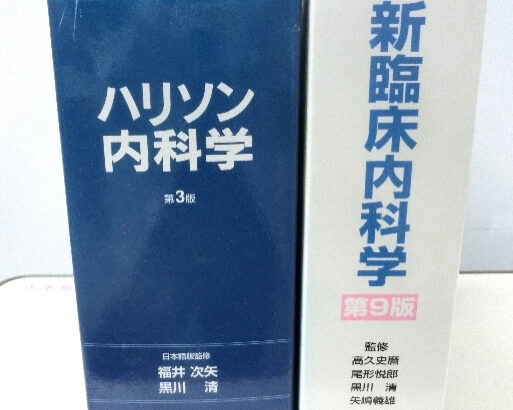 ハリソン
内科学
第3版
日本語版監修
福井 次矢
黒川 清
新臨床内科学
第9版
監修
高久史麿
尾形悦郎
黒川 清
矢崎義雄